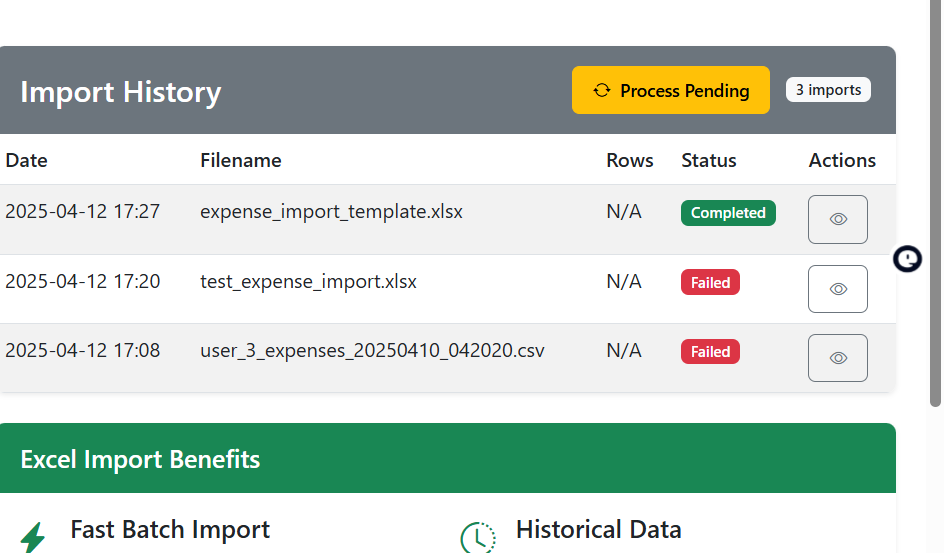 Import History
Process Pending
3 imports
Date Filename Rows Status Actions
2025-04-12 17:27 expense_import_template.xlsx N/A Completed
2025-04-12 17:20 test_expense_import.xlsx N/A Failed
2025-04-12 17:08 user_3_expenses_20250410_042020.csv N/A Failed
Excel Import Benefits
Fast Batch Import
Historical Data